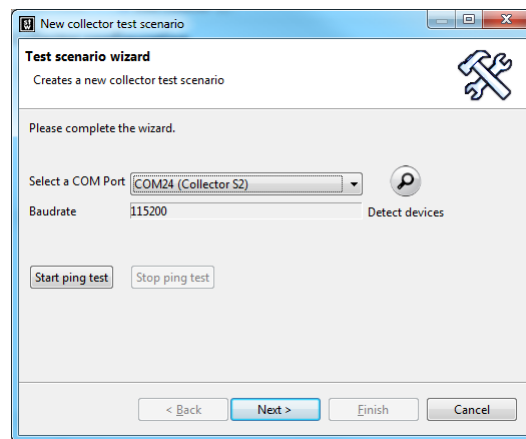 New collector test scenario
Test scenario wizard
Creates a new collector test scenario
Please complete the wizard.
Select a COM Port COM24 (Collector S2)
Baudrate 115200 Detect devices
Start ping test Stop ping test
< Back Next > Finish Cancel